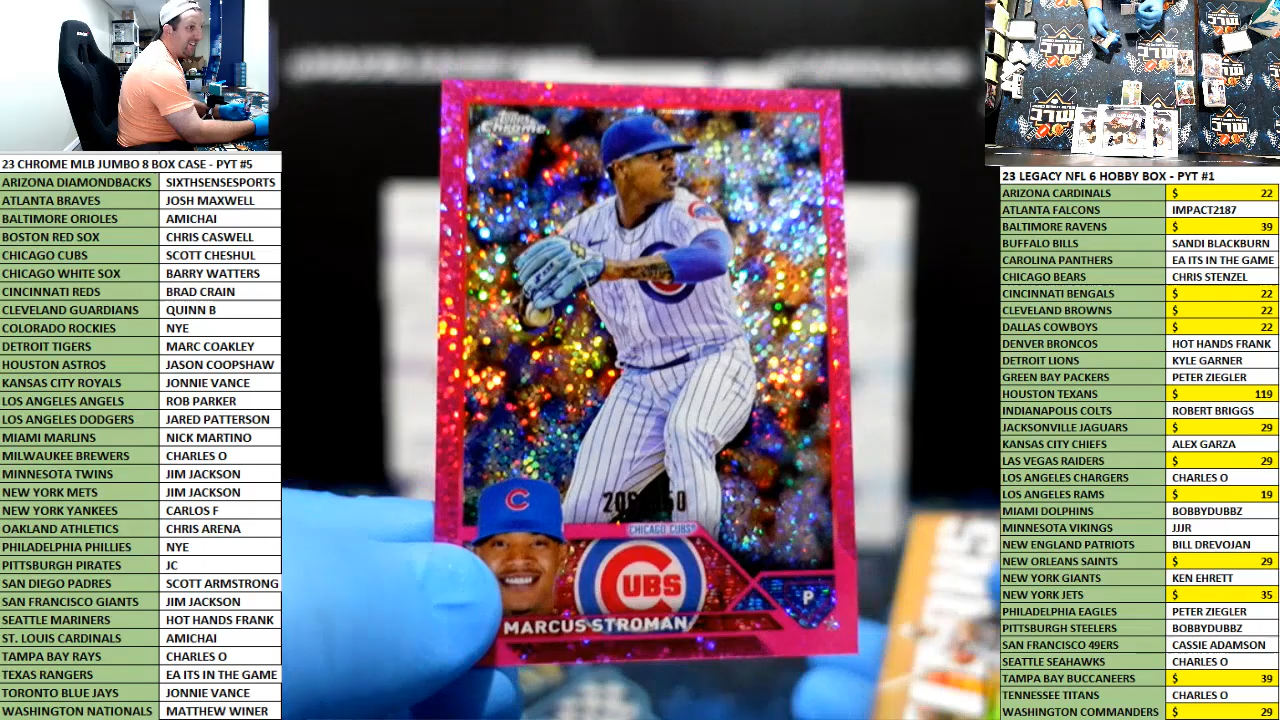 23 CHROME MLB JUMBO 8 BOX CASE - PYT #5
ARIZONA DIAMONDBACKS SIXTHSENSESPORTS
ATLANTA BRAVES JOSH MAXWELL
BALTIMORE ORIOLES AMICHAI
BOSTON RED SOX CHRIS CASWELL
CHICAGO CUBS SCOTT CHESHUL
CHICAGO WHITE SOX BARRY WATTERS
CINCINNATI REDS BRAD CRAIN
CLEVELAND GUARDIANS QUINN B
COLORADO ROCKIES NYE
DETROIT TIGERS MARC COAKLEY
HOUSTON ASTROS JASON COOPSHAW
KANSAS CITY ROYALS JONNIE VANCE
LOS ANGELES ANGELS ROB PARKER
LOS ANGELES DODGERS JARED PATTERSON
MIAMI MARLINS NICK MARTINO
MILWAUKEE BREWERS CHARLES O
MINNESOTA TWINS JIM JACKSON
NEW YORK METS JIM JACKSON
NEW YORK YANKEES CARLOS F
OAKLAND ATHLETICS CHRIS ARENA
PHILADELPHIA PHILLIES NYE
PITTSBURGH PIRATES JC
SAN DIEGO PADRES SCOTT ARMSTRONG
SAN FRANCISCO GIANTS JIM JACKSON
SEATTLE MARINERS HOT HANDS FRANK
ST. LOUIS CARDINALS AMICHAI
TAMPA BAY RAYS CHARLES O
TEXAS RANGERS EA ITS IN THE GAME
TORONTO BLUE JAYS JONNIE VANCE
WASHINGTON NATIONALS MATTHEW WINER
Topps
Chrome
CHICAGO CUBS
C
CUBS
P
MARCUS STROMAN
23 LEGACY NFL 6 HOBBY BOX - PYT #1
ARIZONA CARDINALS $ 22
ATLANTA FALCONS IMPACT2187
BALTIMORE RAVENS $ 39
BUFFALO BILLS SANDI BLACKBURN
CAROLINA PANTHERS EA ITS IN THE GAME
CHICAGO BEARS CHRIS STENZEL
CINCINNATI BENGALS $ 22
CLEVELAND BROWNS $ 22
DALLAS COWBOYS $ 22
DENVER BRONCOS HOT HANDS FRANK
DETROIT LIONS KYLE GARNER
GREEN BAY PACKERS PETER ZIEGLER
HOUSTON TEXANS $ 119
INDIANAPOLIS COLTS ROBERT BRIGGS
JACKSONVILLE JAGUARS $ 29
KANSAS CITY CHIEFS ALEX GARZA
LAS VEGAS RAIDERS $ 29
LOS ANGELES CHARGERS CHARLES O
LOS ANGELES RAMS $ 19
MIAMI DOLPHINS BOBBYDUBBZ
MINNESOTA VIKINGS JJJR
NEW ENGLAND PATRIOTS BILL DREVOJAN
NEW ORLEANS SAINTS $ 29
NEW YORK GIANTS KEN EHRETT
NEW YORK JETS $ 35
PHILADELPHIA EAGLES PETER ZIEGLER
PITTSBURGH STEELERS BOBBYDUBBZ
SAN FRANCISCO 49ERS CASSIE ADAMSON
SEATTLE SEAHAWKS CHARLES O
TAMPA BAY BUCCANEERS $ 39
TENNESSEE TITANS CHARLES O
WASHINGTON COMMANDERS $ 29